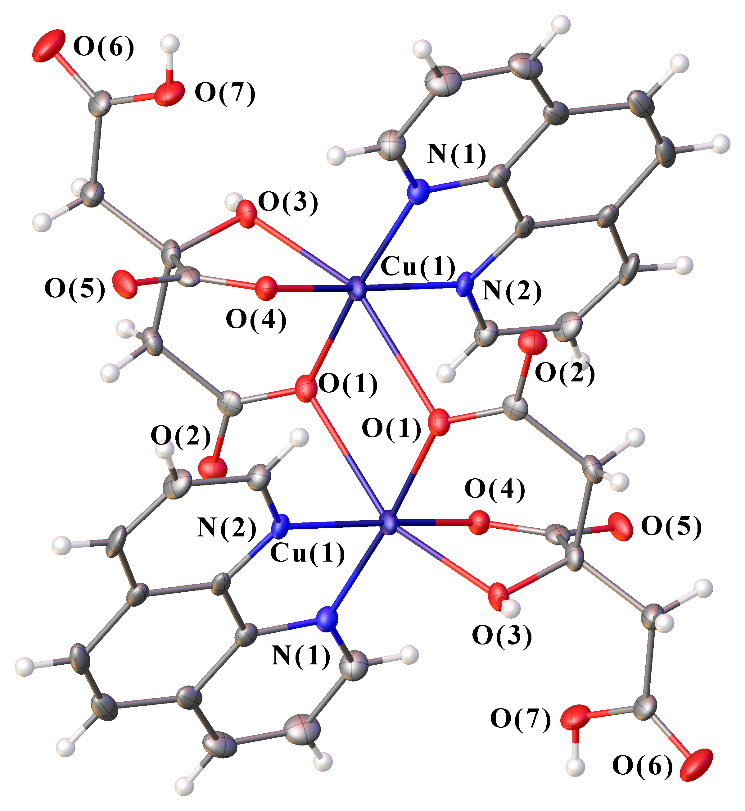 O(6)
O(7)
N(1)
O(3)
Cu(1)
O(5)
O(4)
N(2)
O(1)
O(2)
O(1)
O(2)
O(4)
O(5)
N(2)
Cu(1)
O(3)
N(1)
O(7)
O(6)